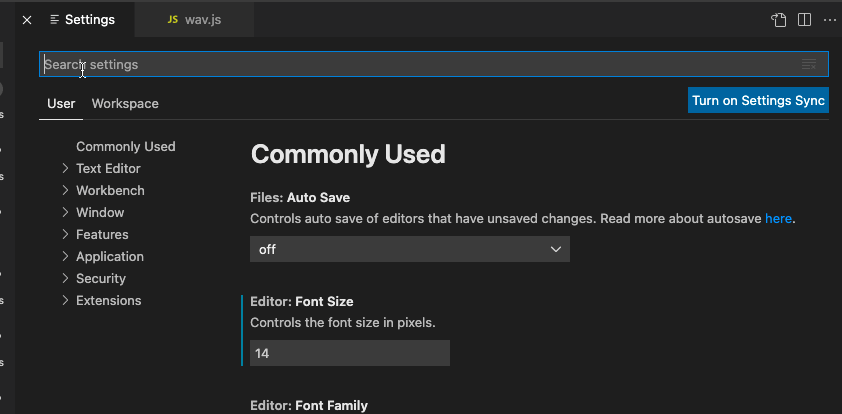 Settings
JS wav.js
Search settings
User Workspace
Turn on Settings Sync
Commonly Used
Text Editor
Workbench
Window
Features
Application
Security
Extensions
Commonly Used
Files: Auto Save
Controls auto save of editors that have unsaved changes. Read more about autosave here.
off
Editor: Font Size
Controls the font size in pixels.
14
Editor: Font Family